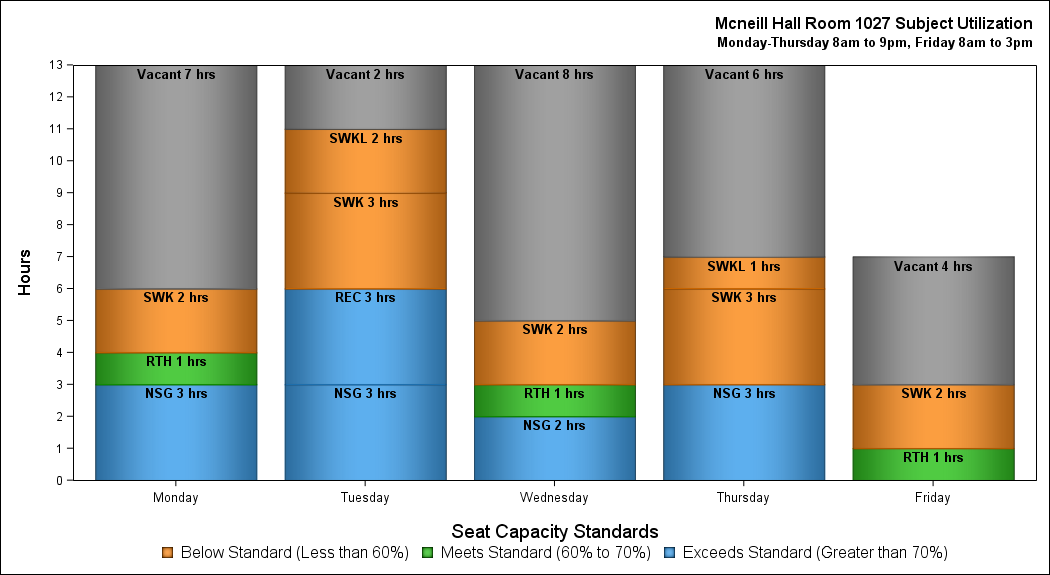 Mcneill Hall Room 1027 Subject Utilization
Monday-Thursday 8am to 9pm, Friday 8am to 3pm
Hours
13
12
11
10
9
8
7
6
5
4
3
2
1
0
Vacant 7 hrs
SWK 2 hrs
RTH 1 hrs
NSG 3 hrs
Vacant 2 hrs
SWKL 2 hrs
SWK 3 hrs
REC 3 hrs
NSG 3 hrs
Vacant 8 hrs
SWK 2 hrs
RTH 1 hrs
NSG 2 hrs
Vacant 6 hrs
SWKL 1 hrs
SWK 3 hrs
NSG 3 hrs
Vacant 4 hrs
SWK 2 hrs
RTH 1 hrs
Monday Tuesday Wednesday Thursday Friday
Seat Capacity Standards
Below Standard (Less than 60%) Meets Standard (60% to 70%) Exceeds Standard (Greater than 70%)